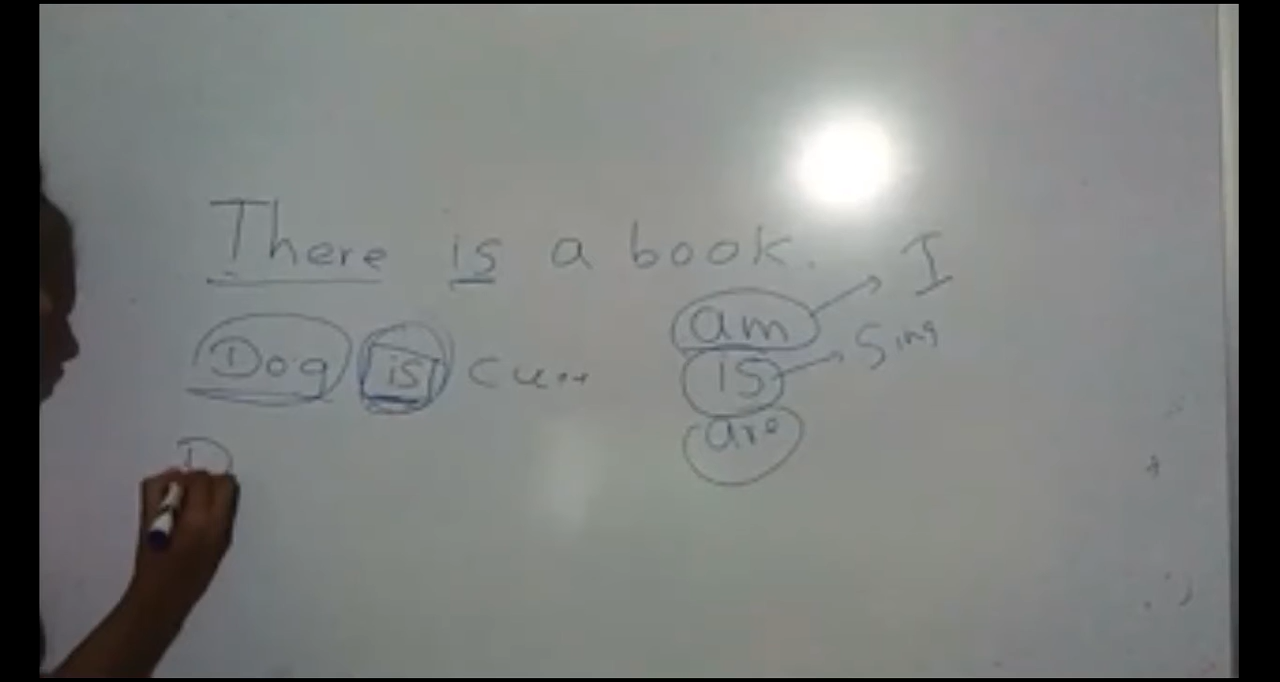 There is a book.
I
am
Sing
Dog is
is
are
D